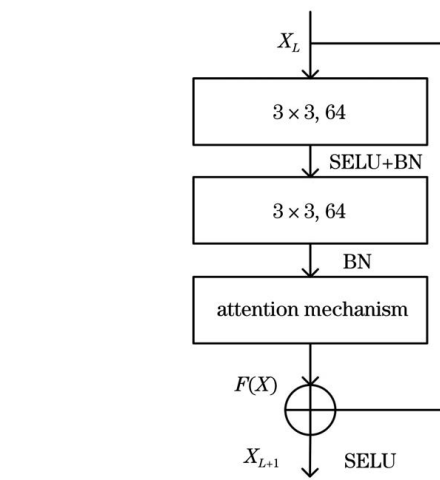 X_L
3 × 3, 64
SELU+BN
3 × 3, 64
BN
attention mechanism
F(X)
X_{L+1} SELU